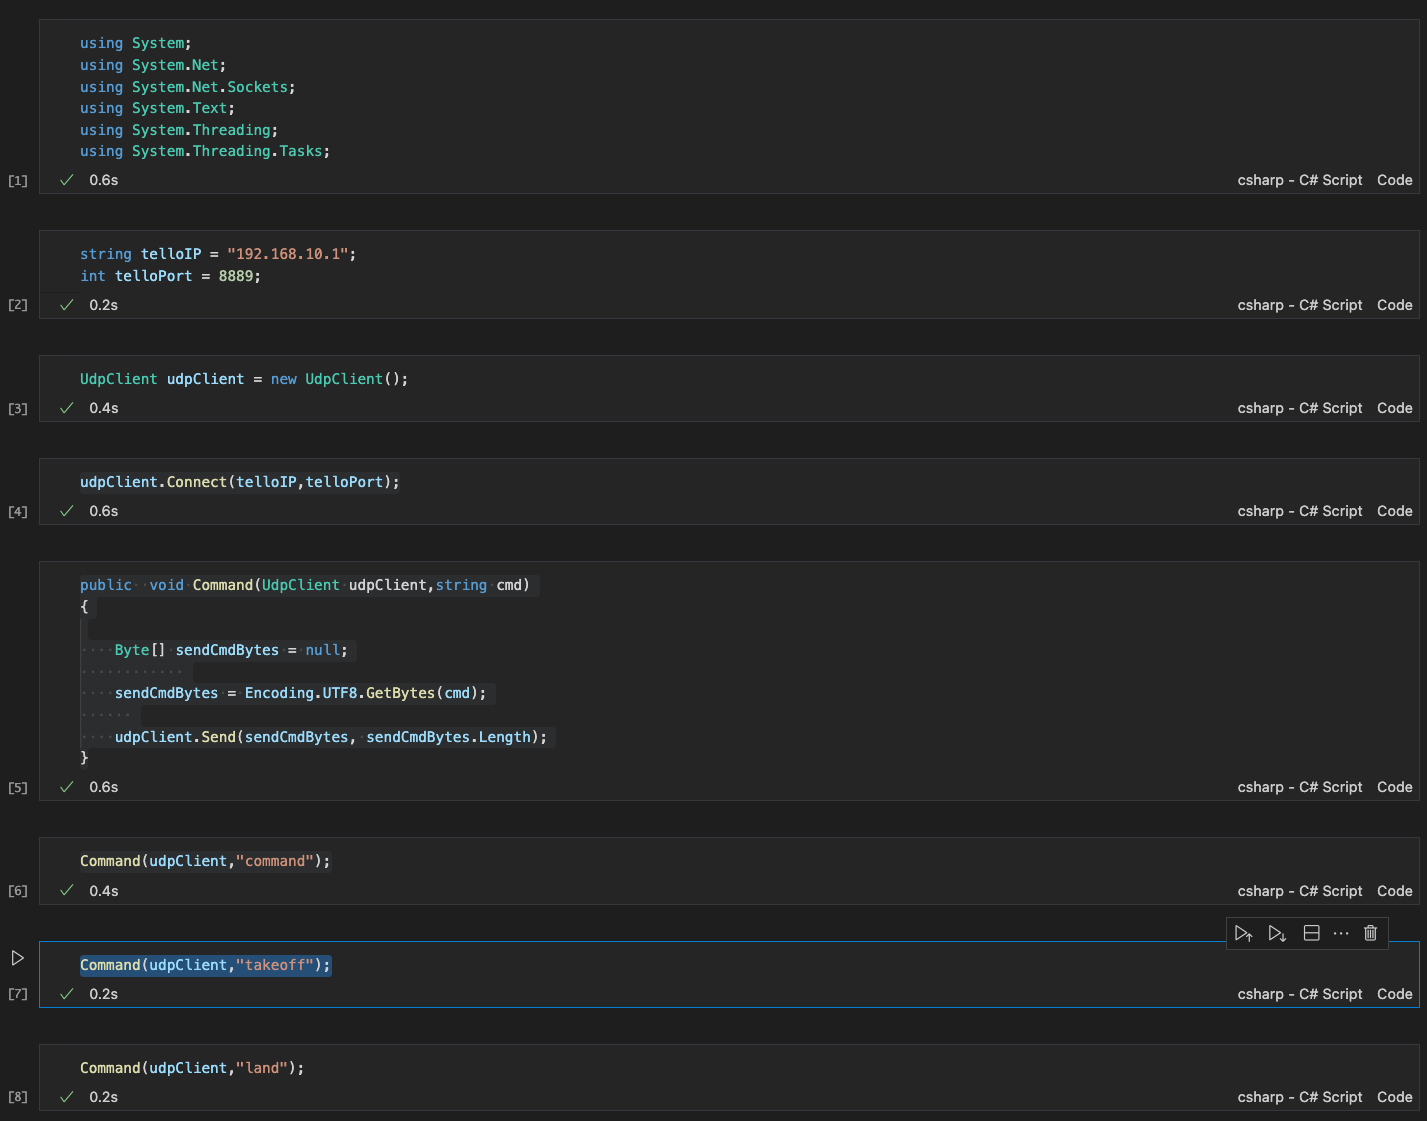 using System;
using System.Net;
using System.Net.Sockets;
using System.Text;
using System.Threading;
using System.Threading.Tasks;
[1] 0.6s csharp - C# Script Code
string telloIP = "192.168.10.1";
int telloPort = 8889;
[2] 0.2s csharp - C# Script Code
UdpClient udpClient = new UdpClient();
[3] 0.4s csharp - C# Script Code
udpClient.Connect(telloIP,telloPort);
[4] 0.6s csharp - C# Script Code
public  void Command(UdpClient udpClient,string cmd)
{
    Byte[] sendCmdBytes = null;
    sendCmdBytes = Encoding.UTF8.GetBytes(cmd);
    udpClient.Send(sendCmdBytes, sendCmdBytes.Length);
}
[5] 0.6s csharp - C# Script Code
Command(udpClient,"command");
[6] 0.4s csharp - C# Script Code
Command(udpClient,"takeoff");
[7] 0.2s csharp - C# Script Code
Command(udpClient,"land");
[8] 0.2s csharp - C# Script Code